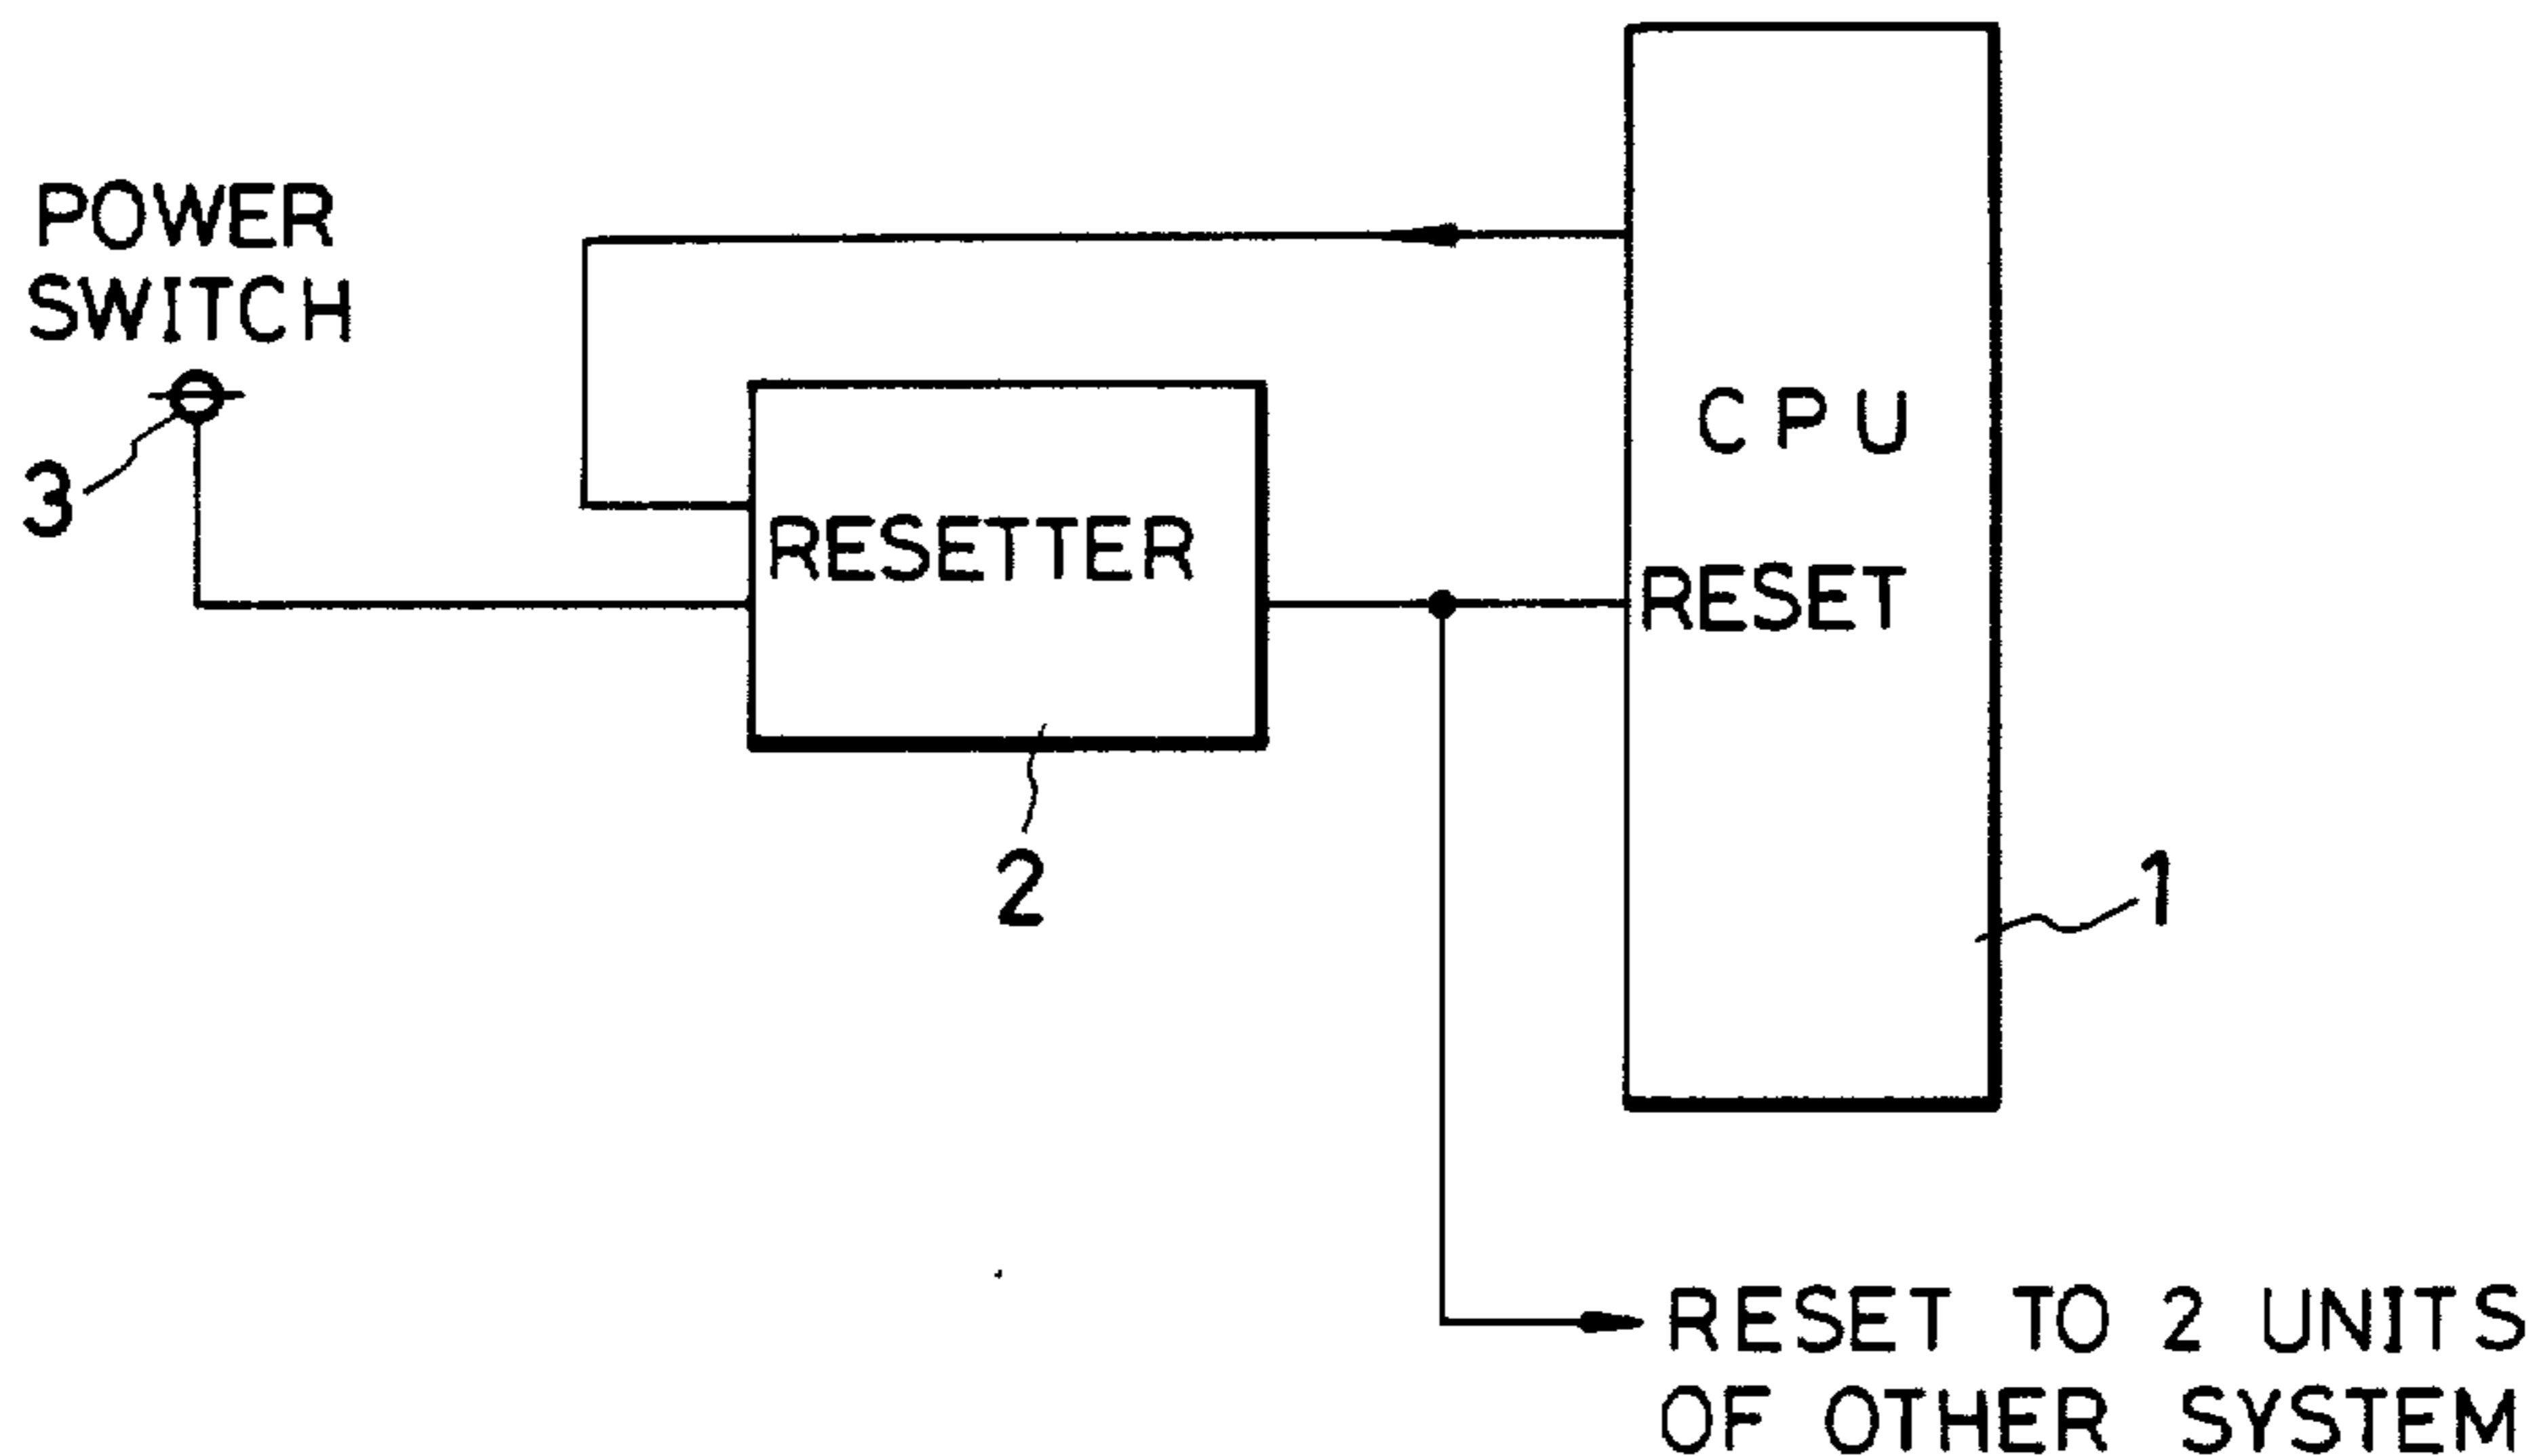 POWER
SWITCH
3
RESETTER
2
CPU
RESET
1
RESET TO 2 UNITS
OF OTHER SYSTEM